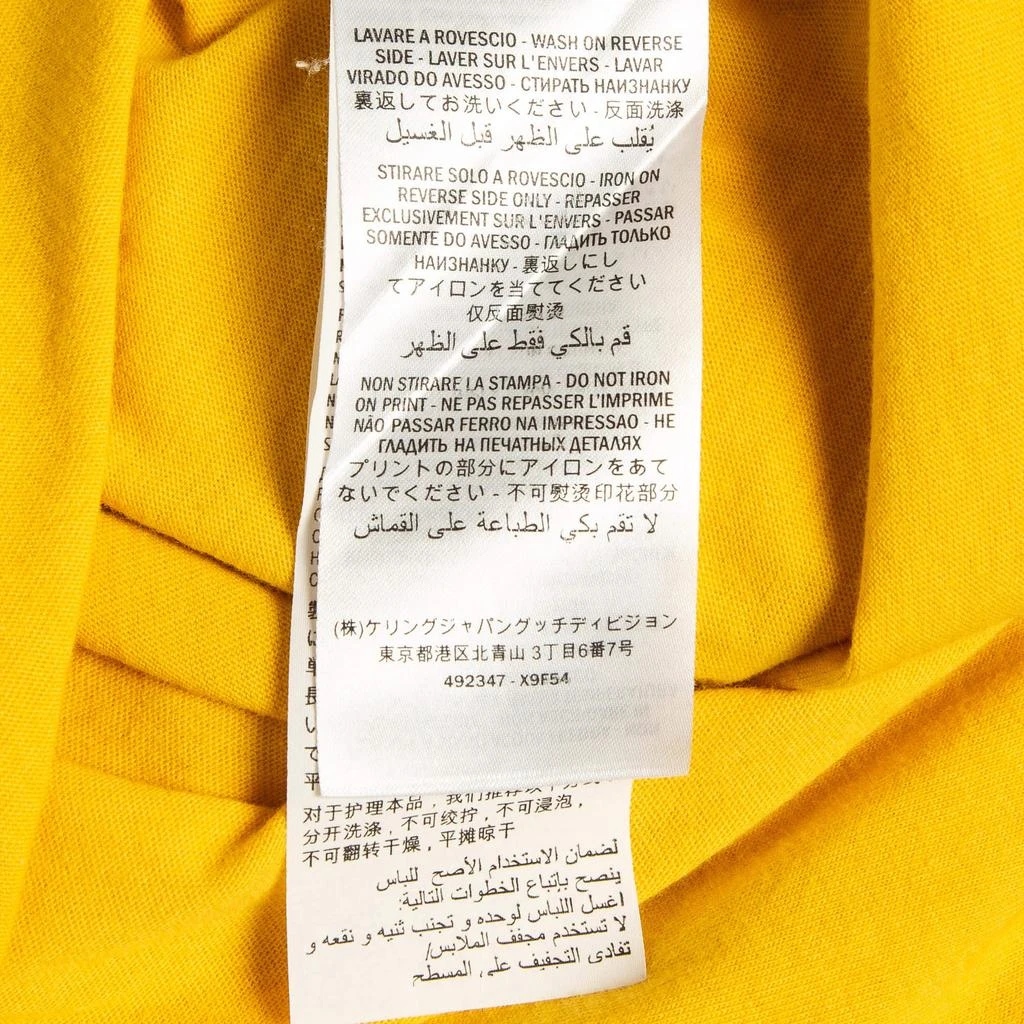 LAVARE A ROVESCIO - WASH ON REVERSE
SIDE - LAVER SUR L'ENVERS - LAVAR
VIRADO DO AVESSO - СТИРАТЬ НАИЗНАНКУ
裏返してお洗いください - 反面洗涤
يُقلب على الظهر قبل الغسيل
STIRARE SOLO A ROVESCIO - IRON ON
REVERSE SIDE ONLY - REPASSER
EXCLUSIVEMENT SUR L'ENVERS - PASSAR
SOMENTE DO AVESSO - ГЛАДИТЬ ТОЛЬКО
НАИЗНАНКУ - 裏返しにし
てアイロンを当ててください
仅反面熨烫
قم بالكي فقط على الظهر
NON STIRARE LA STAMPA - DO NOT IRON
ON PRINT - NE PAS REPASSER L'IMPRIME
NÃO PASSAR FERRO NA IMPRESSAO - НЕ
ГЛАДИТЬ НА ПЕЧАТНЫХ ДЕТАЛЯХ
プリントの部分にアイロンをあて
ないでください - 不可熨烫印花部分
لا تقم بكي الطباعة على القماش
(株)ケリングジャパングッチディビジョン
東京都港区北青山 3丁目6番7号
492347 - X9F54
对于护理本品，我们推荐以下方式
分开洗涤，不可绞拧，不可浸泡，
不可翻转干燥，平摊晾干
لضمان الاستخدام الأصح للباس
ينصح بإتباع الخطوات التالية:
اغسل اللباس لوحده و تجنب ثنيه و نقعه و
لا تستخدم مجفف الملابس/
تفادى التجفيف على المسطح